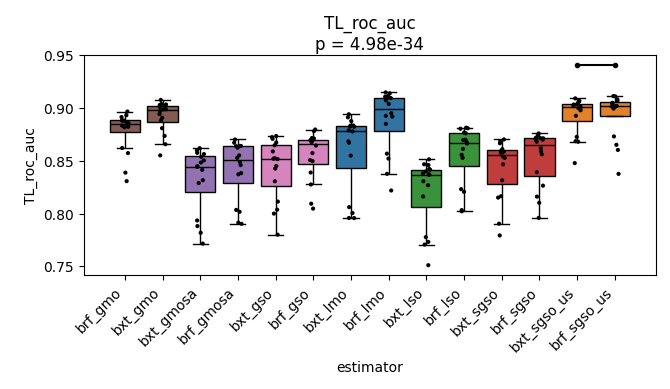 TL_roc_auc
p = 4.98e-34
TL_roc_auc
0.95
0.90
0.85
0.80
0.75
brf_gmo
bxt_gmo
bxt_gmosa
brf_gmosa
bxt_gso
brf_gso
bxt_lmo
brf_lmo
bxt_lso
brf_lso
bxt_sgso
brf_sgso
bxt_sgso_us
brf_sgso_us
estimator